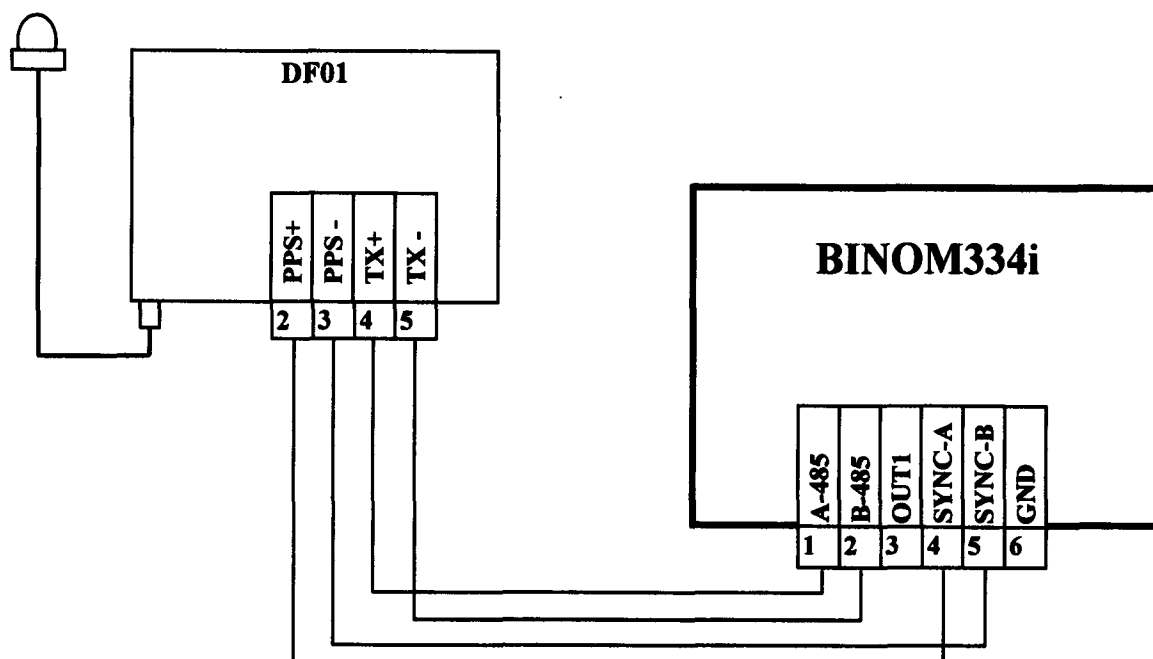 DF01
PPS+
PPS -
TX+
TX -
2
3
4
5
BINOM334i
A-485
B-485
OUT1
SYNC-A
SYNC-B
GND
1
2
3
4
5
6